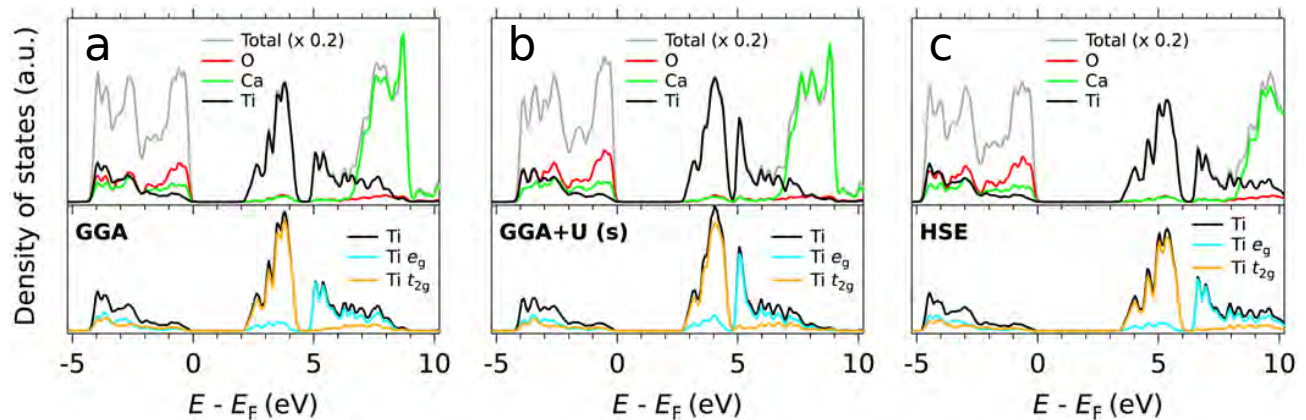 Density of states (a.u.)
a
Total (x 0.2)
O
Ca
Ti
GGA
Ti
Ti eg
Ti t2g
-5 0 5 10
E - EF (eV)
b
Total (x 0.2)
O
Ca
Ti
GGA+U (s)
Ti
Ti eg
Ti t2g
-5 0 5 10
E - EF (eV)
c
Total (x 0.2)
O
Ca
Ti
HSE
Ti
Ti eg
Ti t2g
-5 0 5 10
E - EF (eV)